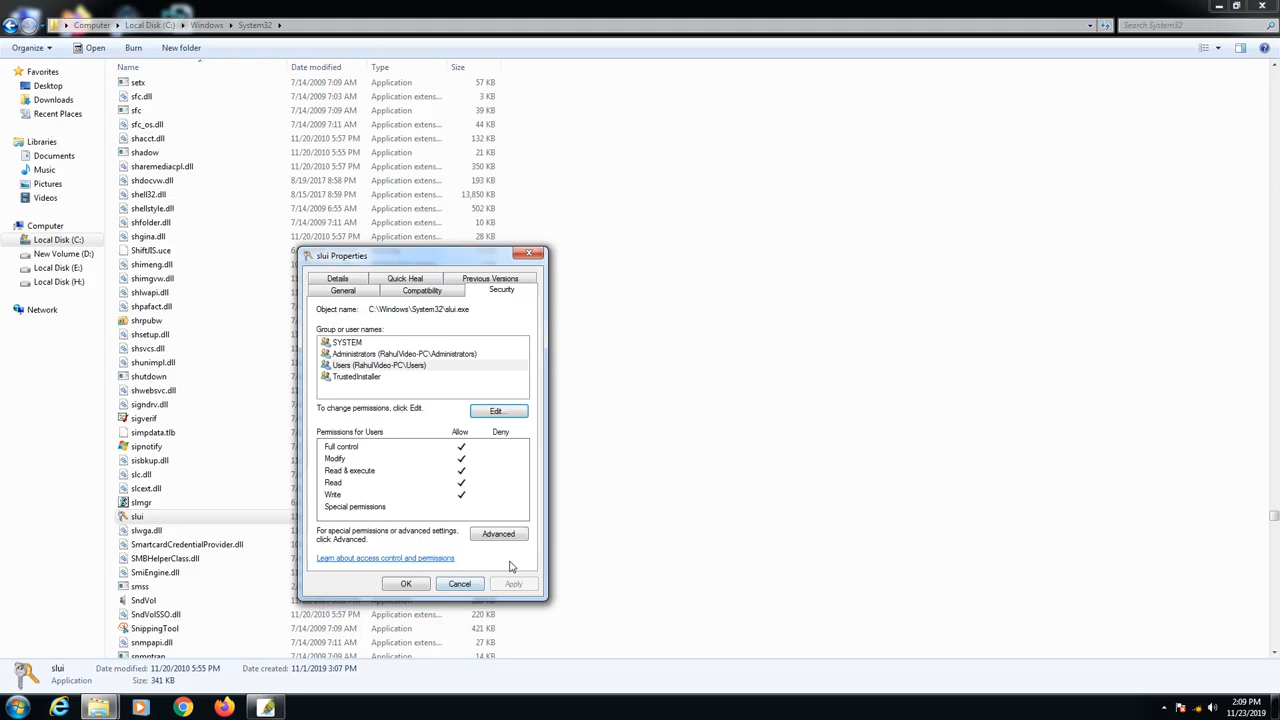 Computer ▸ Local Disk (C:) ▸ Windows ▸ System32 ▸
Search System32
Organize Open Burn New folder
Name Date modified Type Size
Favorites
Desktop
Downloads
Recent Places
Libraries
Documents
Music
Pictures
Videos
Computer
Local Disk (C:)
New Volume (D:)
Local Disk (E:)
Local Disk (H:)
Network
setx 7/14/2009 7:09 AM Application 57 KB
sfc.dll 7/14/2009 7:03 AM Application extens... 3 KB
sfc 7/14/2009 7:09 AM Application 39 KB
sfc_os.dll 7/14/2009 7:11 AM Application extens... 44 KB
shacct.dll 11/20/2010 5:57 PM Application extens... 132 KB
shadow 11/20/2010 5:55 PM Application 21 KB
sharemediacpl.dll 11/20/2010 5:57 PM Application extens... 350 KB
shdocvw.dll 8/19/2017 8:58 PM Application extens... 193 KB
shell32.dll 8/15/2017 8:59 PM Application extens... 13,850 KB
shellstyle.dll 7/14/2009 6:55 AM Application extens... 502 KB
shfolder.dll 7/14/2009 7:11 AM Application extens... 10 KB
shgina.dll 7/14/2009 7:11 AM Application extens... 28 KB
ShiftJIS.uce
shimeng.dll
shimgvw.dll
shlwapi.dll
shpafact.dll
shrpubw
shsetup.dll
shsvcs.dll
shunimpl.dll
shutdown
shwebsvc.dll
signdrv.dll
sigverif
simpdata.tlb
sipnotify
sisbkup.dll
slc.dll
slcext.dll
slmgr
slui
slwga.dll
SmartcardCredentialProvider.dll
SMBHelperClass.dll
SmiEngine.dll
smss
SndVol
SndVolSSO.dll 11/20/2010 5:57 PM Application extens... 220 KB
SnippingTool 11/20/2010 5:55 PM Application 421 KB
snmpapi.dll 7/14/2009 7:11 AM Application extens... 27 KB
snmptrap 7/14/2009 7:09 AM Application
slui Properties
Details Quick Heal Previous Versions
General Compatibility Security
Object name: C:\Windows\System32\slui.exe
Group or user names:
SYSTEM
Administrators (RahulVideo-PC\Administrators)
Users (RahulVideo-PC\Users)
TrustedInstaller
To change permissions, click Edit. Edit...
Permissions for Users Allow Deny
Full control
Modify
Read & execute
Read
Write
Special permissions
For special permissions or advanced settings,
click Advanced. Advanced
Learn about access control and permissions
OK Cancel Apply
slui Date modified: 11/20/2010 5:55 PM Date created: 11/1/2019 3:07 PM
Application Size: 341 KB
2:09 PM
11/23/2019